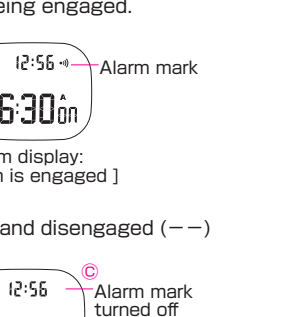 eing engaged.
12:56
Alarm mark
6:30 A on
m display:
n is engaged ]
and disengaged (－－)
Ⓒ
12:56
Alarm mark
turned off